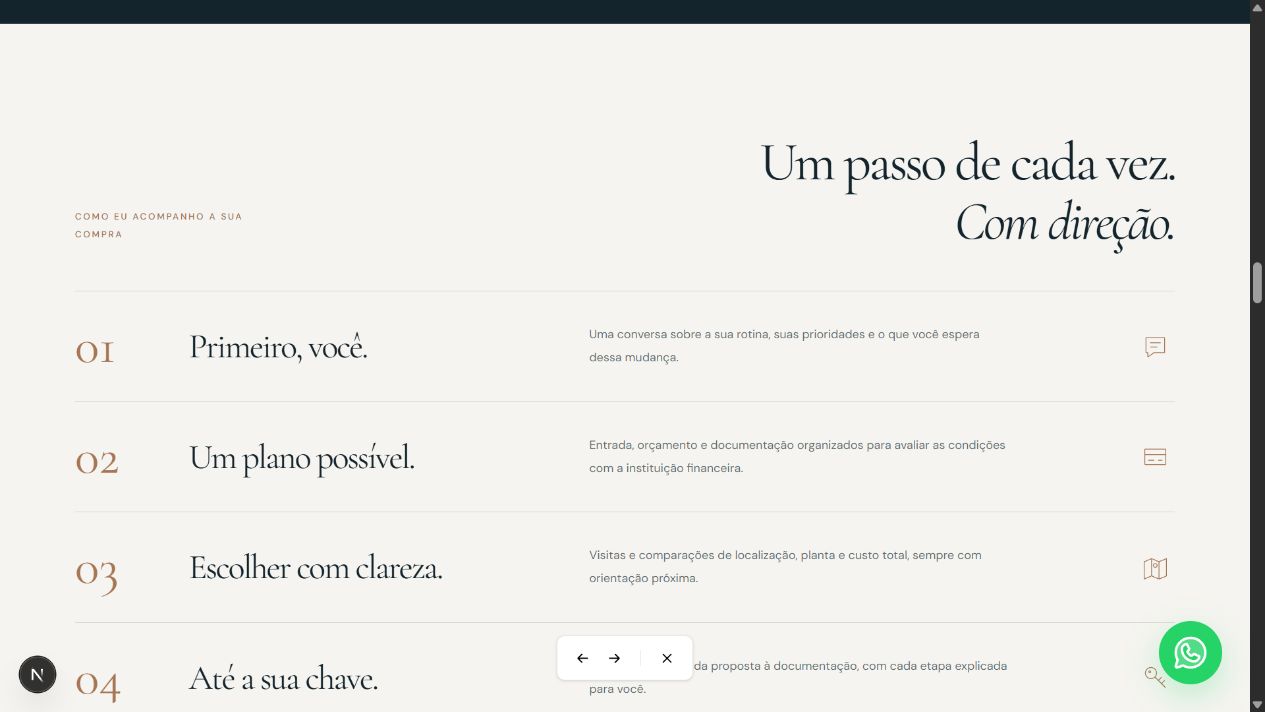 Um passo de cada vez.
Com direção.
COMO EU ACOMPANHO A SUA
COMPRA
01
Primeiro, você.
Uma conversa sobre a sua rotina, suas prioridades e o que você espera
dessa mudança.
02
Um plano possível.
Entrada, orçamento e documentação organizados para avaliar as condições
com a instituição financeira.
03
Escolher com clareza.
Visitas e comparações de localização, planta e custo total, sempre com
orientação próxima.
04
Até a sua chave.
da proposta à documentação, com cada etapa explicada
para você.
N